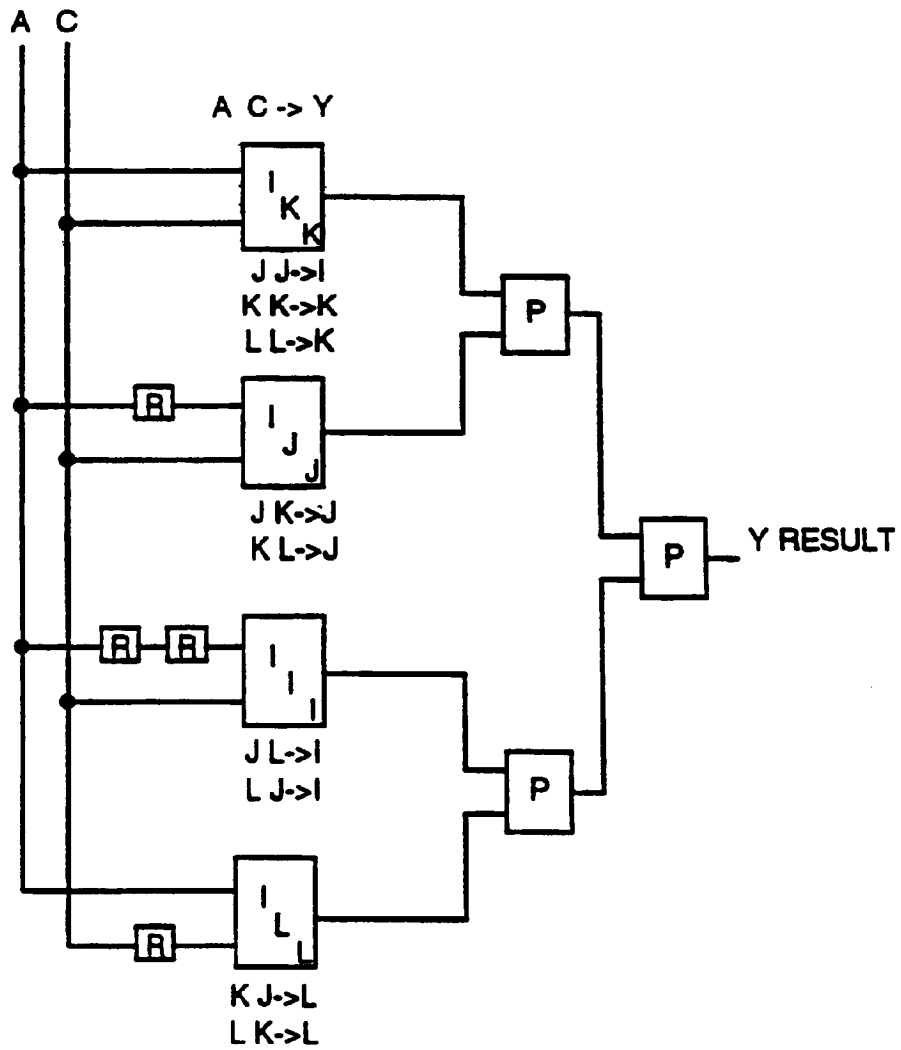 A C
A C -> Y
I
K
K
J J->I
K K->K
L L->K
P
R
I
J
J
J K->J
K L->J
P
Y RESULT
R R
I
I
I
J L->I
L J->I
P
I
L
L
R
K J->L
L K->L